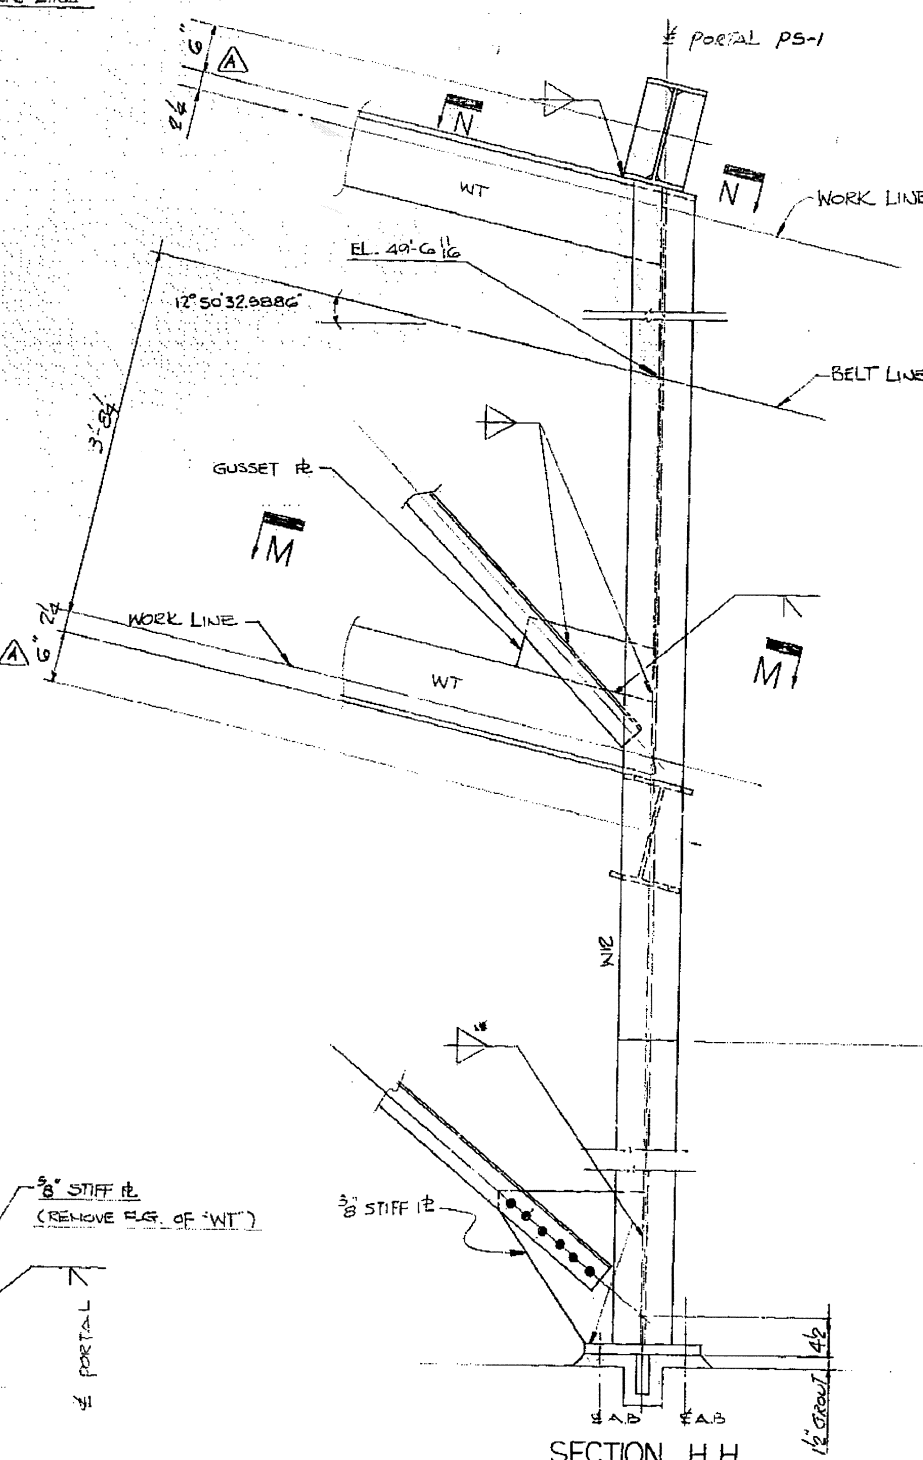 ℄ PORTAL PS-1
6"
A
2¼
N
WT
N
WORK LINE
EL. 49'-6 11/16
12°50'32.9886"
BELT LINE
3'-8¼
GUSSET ℄
M
WORK LINE
2¼
A
6"
WT
M
W12
⅜" STIFF ℄
(REMOVE FLG. OF "WT")
⅜" STIFF ℄
℄ PORTAL
4½
1½" GROUT
℄ A.B
℄ A.B
SECTION H H